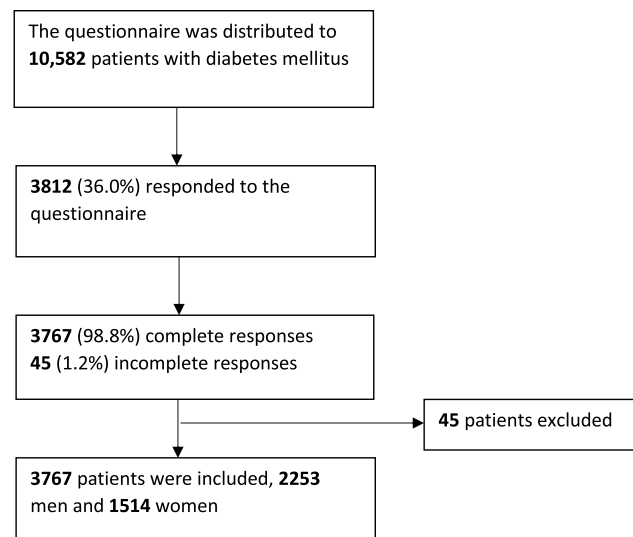 The questionnaire was distributed to
10,582 patients with diabetes mellitus
3812 (36.0%) responded to the
questionnaire
3767 (98.8%) complete responses
45 (1.2%) incomplete responses
45 patients excluded
3767 patients were included, 2253
men and 1514 women